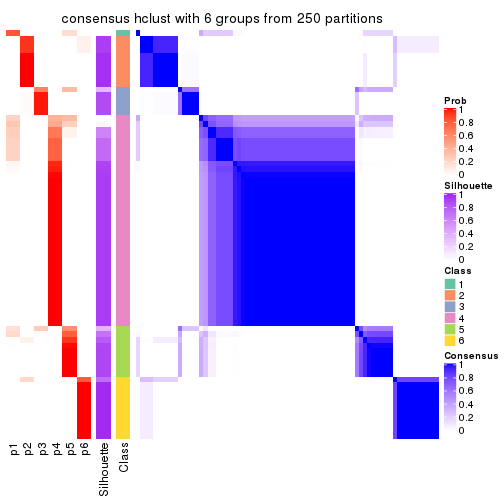 consensus hclust with 6 groups from 250 partitions
Prob
1
0.8
0.6
0.4
0.2
0
Silhouette
1
0.8
0.6
0.4
0.2
0
Class
1
2
3
4
5
6
Consensus
1
0.8
0.6
0.4
0.2
0
p1
p2
p3
p4
p5
p6
Silhouette
Class